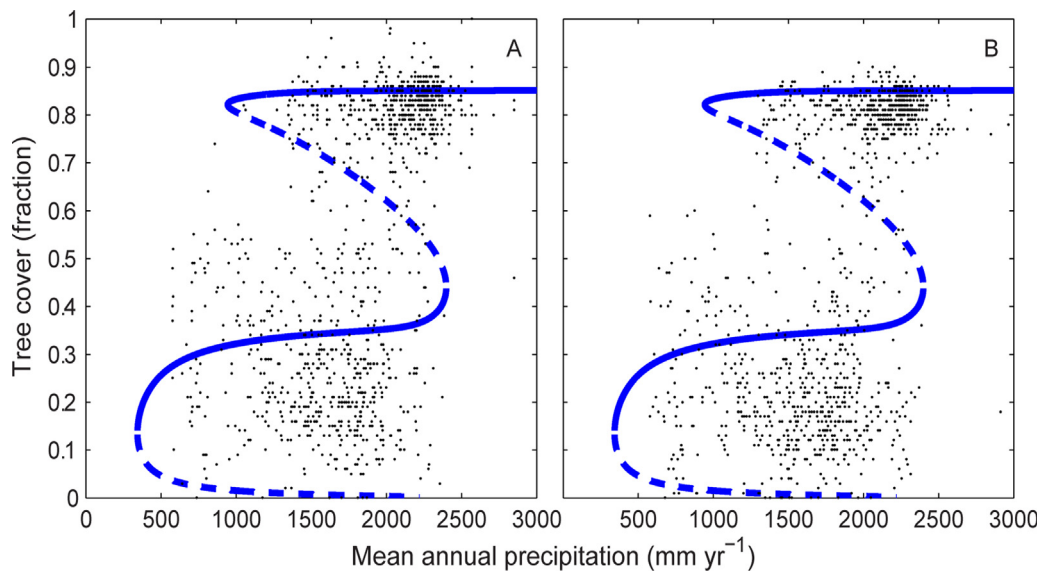 Tree cover (fraction)
1
0.9
0.8
0.7
0.6
0.5
0.4
0.3
0.2
0.1
0
A
B
0 500 1000 1500 2000 2500 3000 500 1000 1500 2000 2500 3000
Mean annual precipitation (mm yr⁻¹)